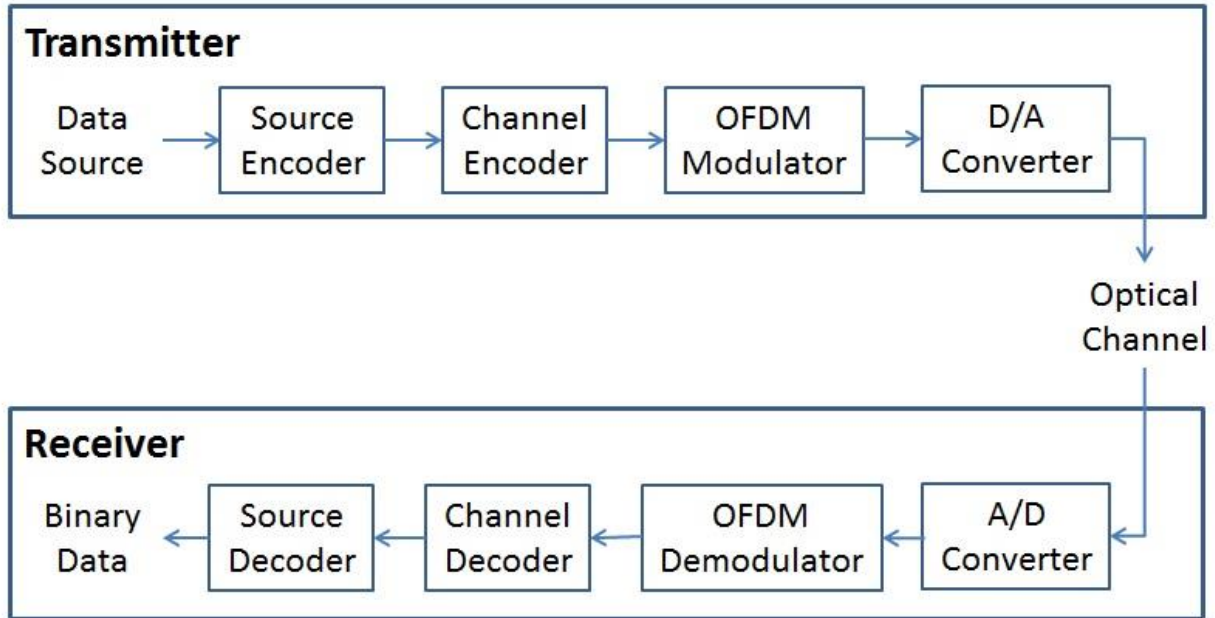 Transmitter
Data
Source
Source
Encoder
Channel
Encoder
OFDM
Modulator
D/A
Converter
Optical
Channel
Receiver
Binary
Data
Source
Decoder
Channel
Decoder
OFDM
Demodulator
A/D
Converter